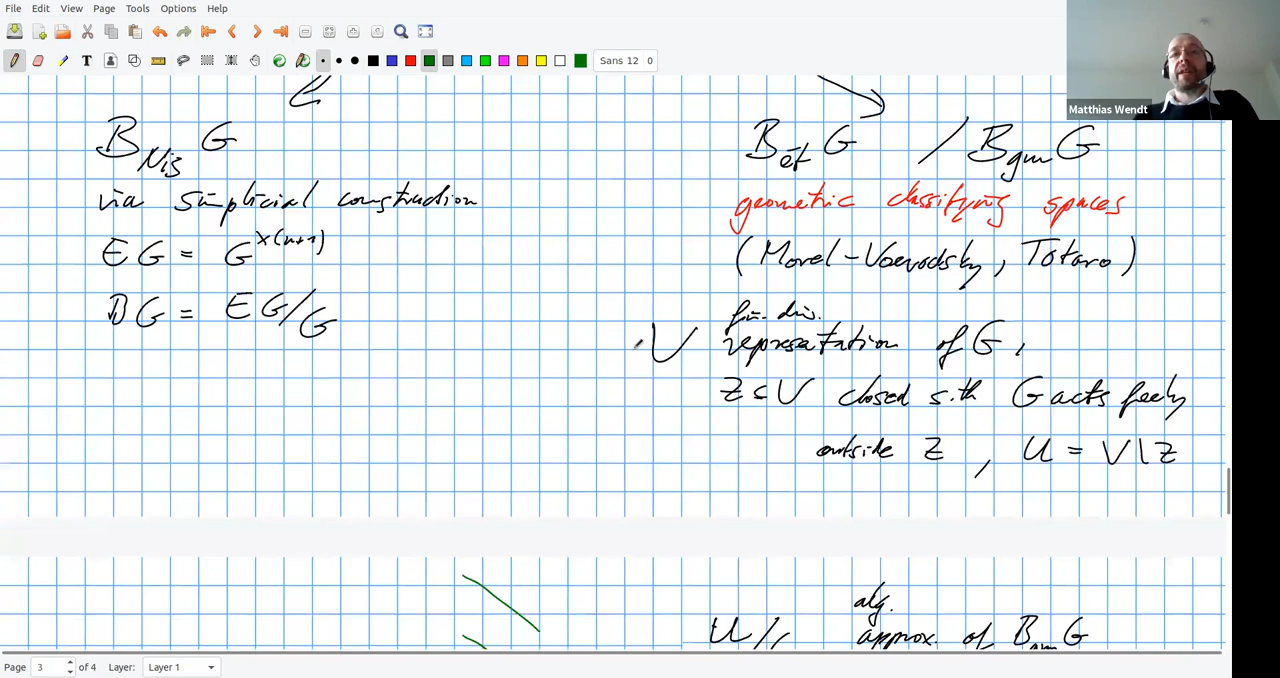 File Edit View Page Tools Options Help
Sans 12 0
Matthias Wendt
B_Nis G
via simplicial construction
EG = G^×(n+1)
BG = EG/G
B_ét G / B_gm G
geometric classifying spaces
(Morel-Voevodsky, Totaro)
fin. dim.
V representation of G,
Z ⊂ V closed s.th G acts freely
outside Z, U = V \ Z
alg.
U/G approx. of B_gm G
Page 3 of 4 Layer: Layer 1